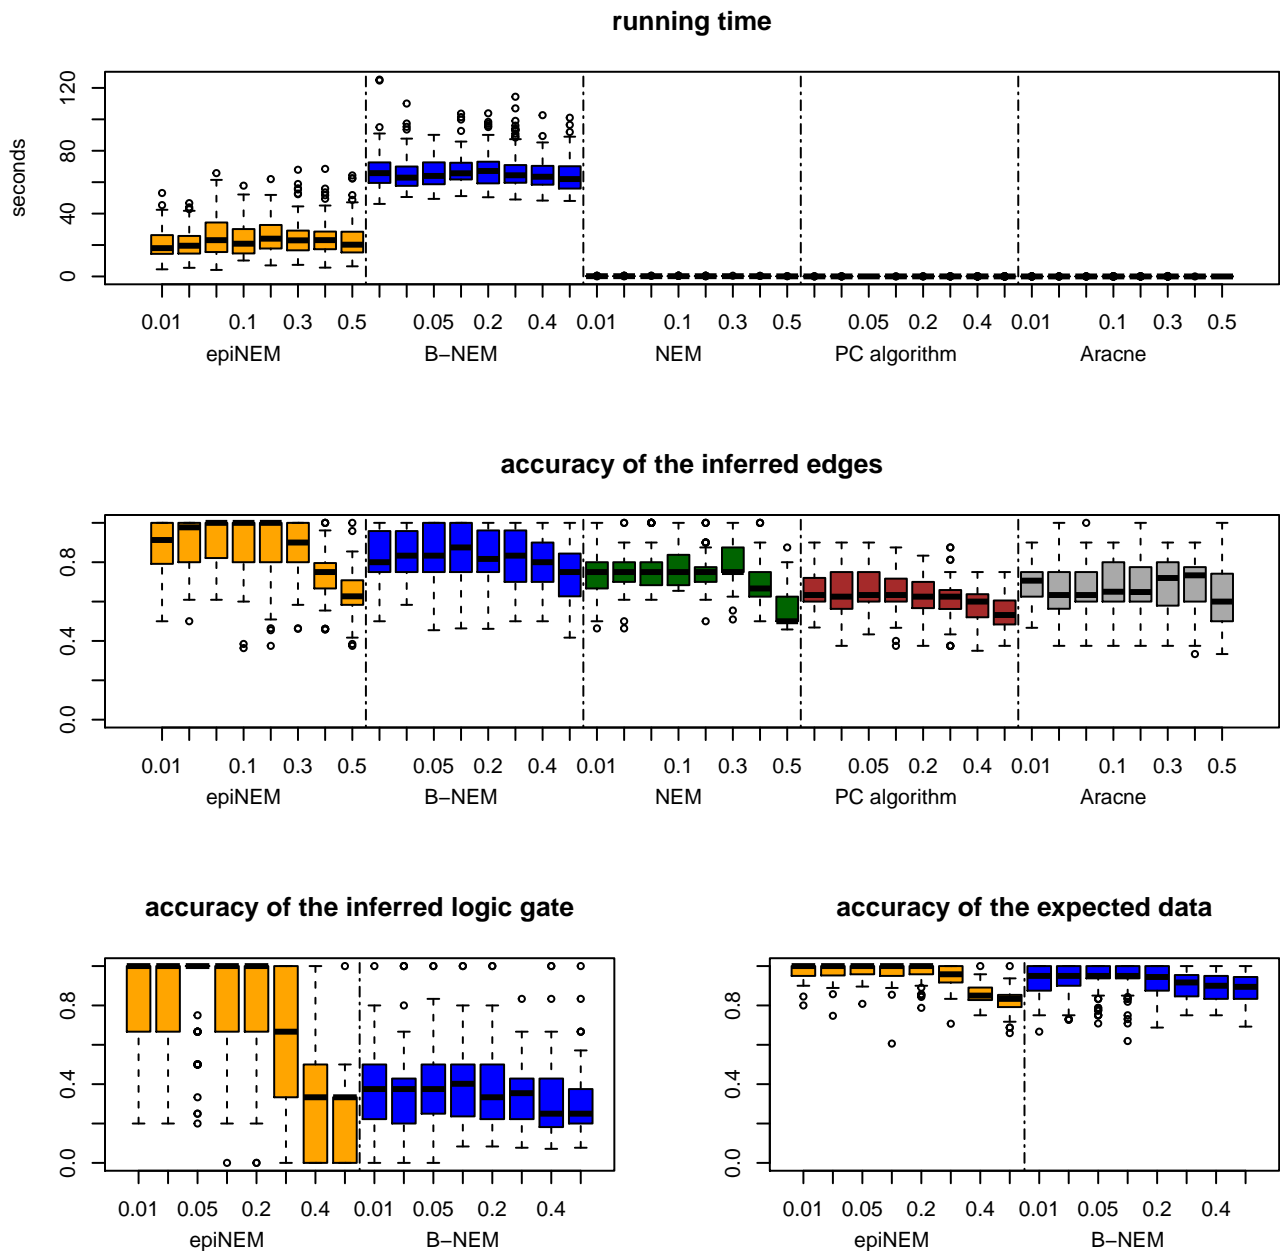 running time
seconds
0 40 80 120
0.01 0.1 0.3 0.5 0.05 0.2 0.4 0.01 0.1 0.3 0.5 0.05 0.2 0.4 0.01 0.1 0.3 0.5
epiNEM B−NEM NEM PC algorithm Aracne
accuracy of the inferred edges
0.0 0.4 0.8
0.01 0.1 0.3 0.5 0.05 0.2 0.4 0.01 0.1 0.3 0.5 0.05 0.2 0.4 0.01 0.1 0.3 0.5
epiNEM B−NEM NEM PC algorithm Aracne
accuracy of the inferred logic gate
0.0 0.4 0.8
0.01 0.05 0.2 0.4 0.01 0.05 0.2 0.4
epiNEM B−NEM
accuracy of the expected data
0.0 0.4 0.8
0.01 0.05 0.2 0.4 0.01 0.05 0.2 0.4
epiNEM B−NEM